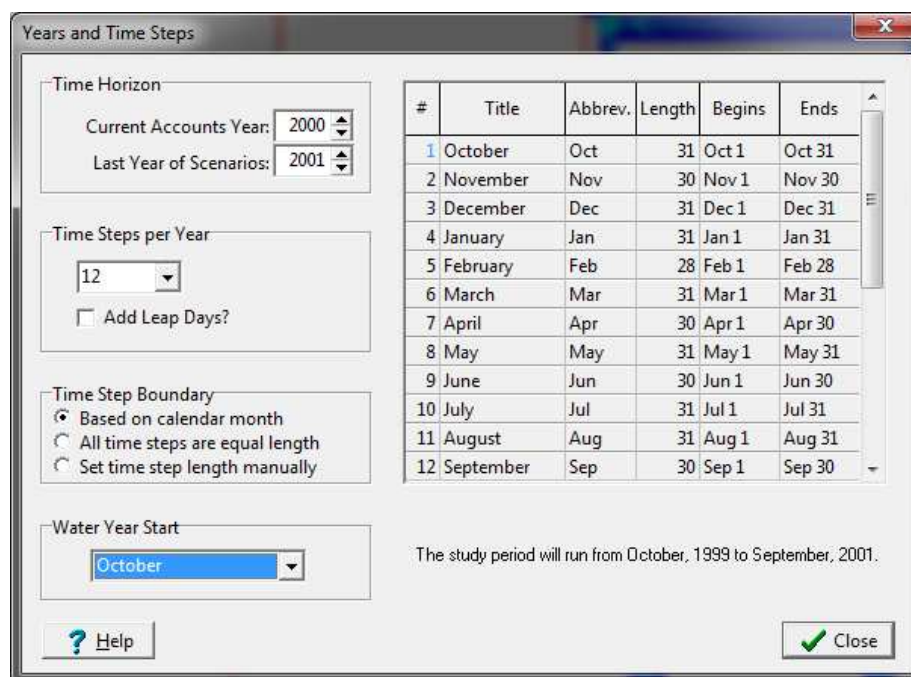 Years and Time Steps
Time Horizon
Current Accounts Year: 2000
Last Year of Scenarios: 2001
Time Steps per Year
12
Add Leap Days?
Time Step Boundary
Based on calendar month
All time steps are equal length
Set time step length manually
Water Year Start
October
Help
# Title Abbrev. Length Begins Ends
1 October Oct 31 Oct 1 Oct 31
2 November Nov 30 Nov 1 Nov 30
3 December Dec 31 Dec 1 Dec 31
4 January Jan 31 Jan 1 Jan 31
5 February Feb 28 Feb 1 Feb 28
6 March Mar 31 Mar 1 Mar 31
7 April Apr 30 Apr 1 Apr 30
8 May May 31 May 1 May 31
9 June Jun 30 Jun 1 Jun 30
10 July Jul 31 Jul 1 Jul 31
11 August Aug 31 Aug 1 Aug 31
12 September Sep 30 Sep 1 Sep 30
The study period will run from October, 1999 to September, 2001.
Close